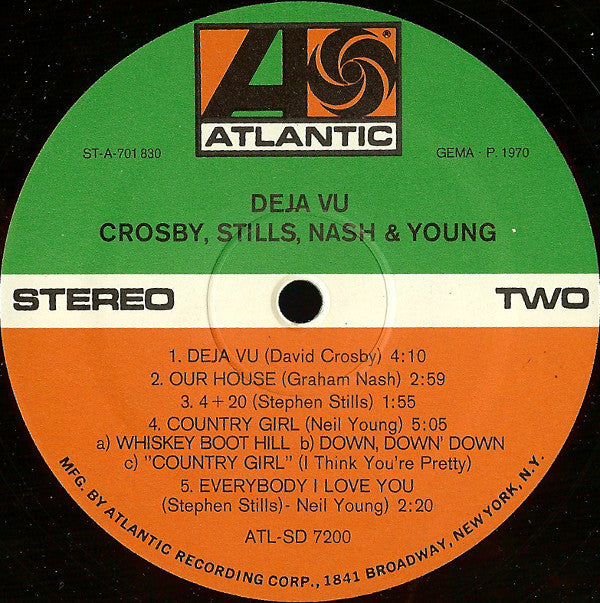 ®
ATLANTIC
ST-A-701 830
GEMA · P. 1970
DEJA VU
CROSBY, STILLS, NASH & YOUNG
STEREO
TWO
1. DEJA VU (David Crosby) 4:10
2. OUR HOUSE (Graham Nash) 2:59
3. 4 + 20 (Stephen Stills) 1:55
4. COUNTRY GIRL (Neil Young) 5:05
a) WHISKEY BOOT HILL b) DOWN, DOWN' DOWN
c) "COUNTRY GIRL" (I Think You're Pretty)
5. EVERYBODY I LOVE YOU
(Stephen Stills)- Neil Young) 2:20
ATL-SD 7200
MFG. BY ATLANTIC RECORDING CORP., 1841 BROADWAY, NEW YORK, N.Y.